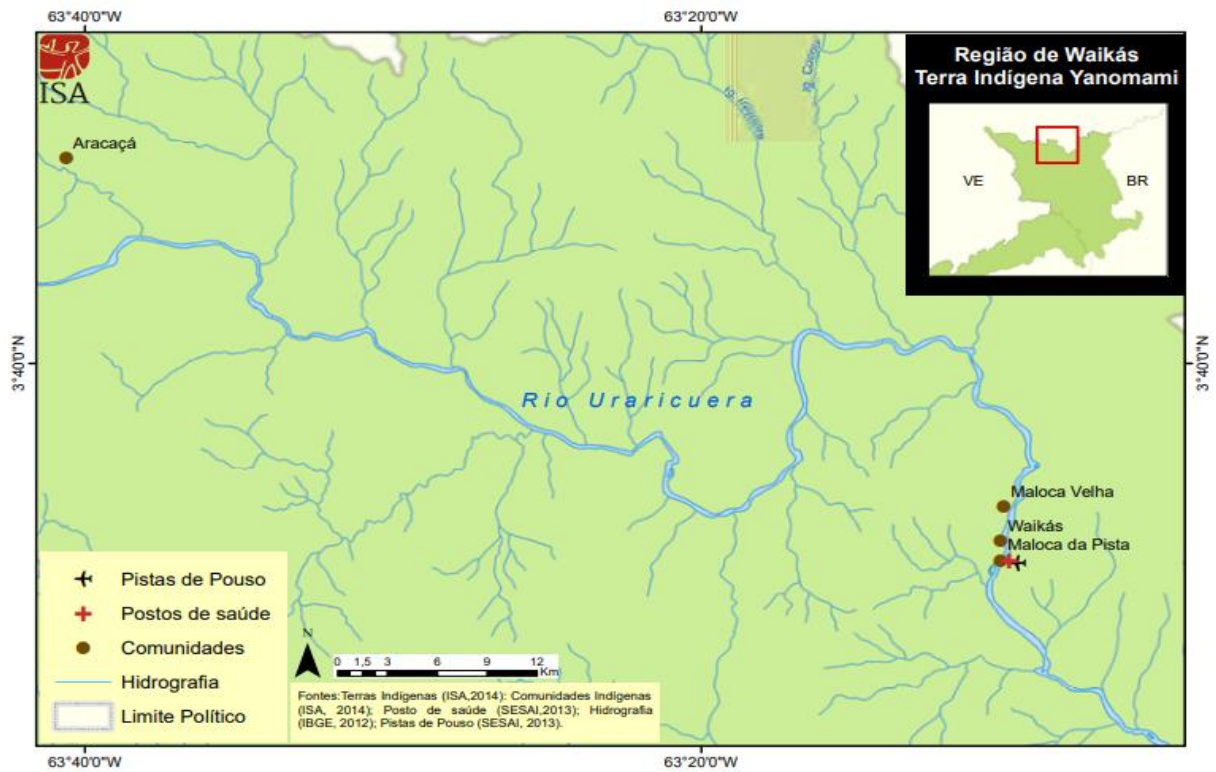 63°40'0"W
63°20'0"W
ISA
Região de Waikás
Terra Indígena Yanomami
VE
BR
Aracaçá
3°40'0"N
3°40'0"N
Rio Uraricuera
Maloca Velha
Waikás
Maloca da Pista
Pistas de Pouso
Postos de saúde
Comunidades
Hidrografia
Limite Político
N
0 1,5 3 6 9 12
Km
Fontes:Terras Indígenas (ISA,2014): Comunidades Indígenas
(ISA, 2014); Posto de saúde (SESAI,2013); Hidrografia
(IBGE, 2012); Pistas de Pouso (SESAI, 2013).
63°40'0"W
63°20'0"W